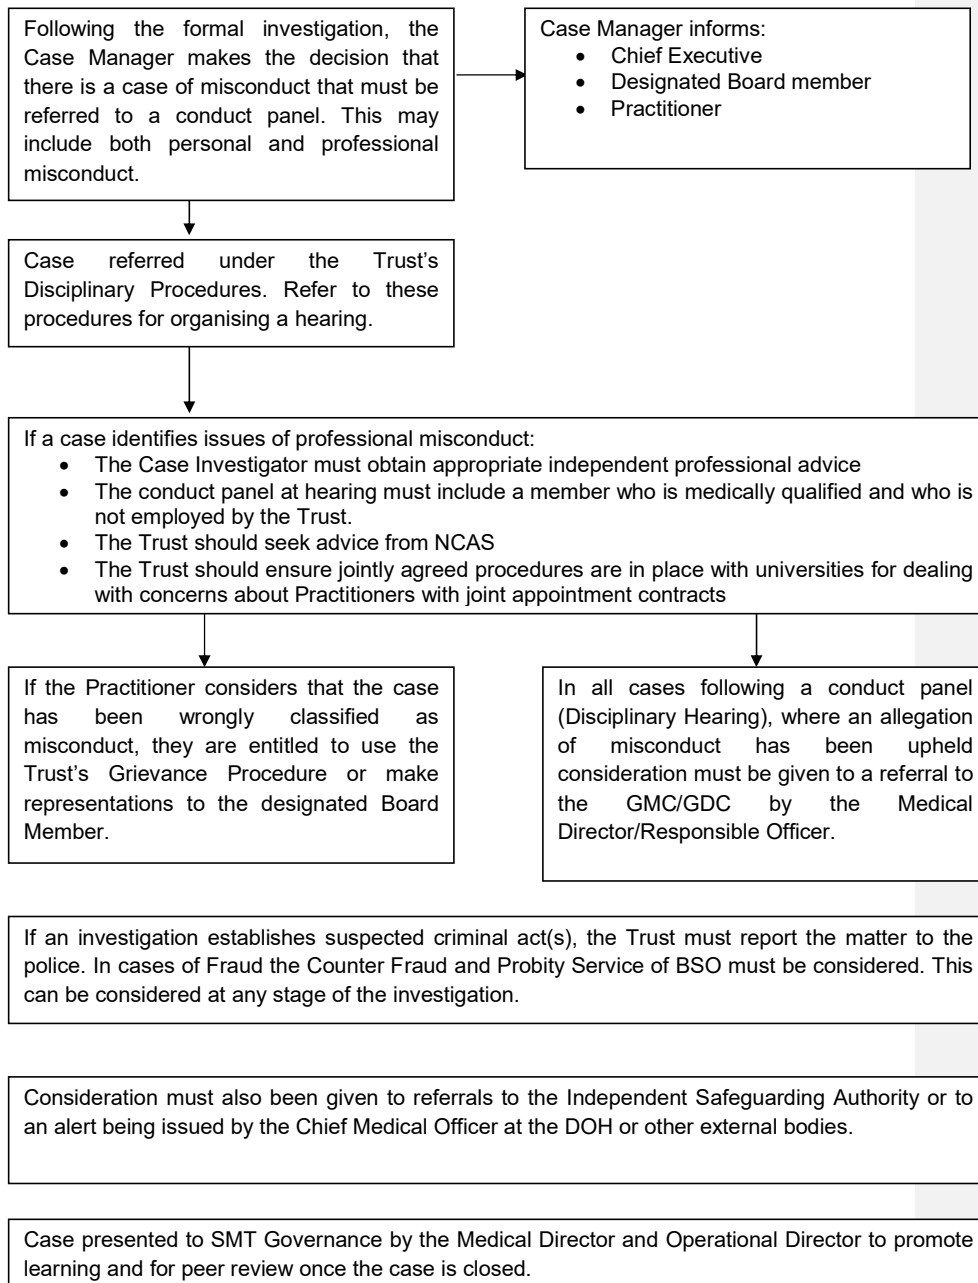 Following the formal investigation, the
Case Manager makes the decision that
there is a case of misconduct that must be
referred to a conduct panel. This may
include both personal and professional
misconduct.
Case Manager informs:
• Chief Executive
• Designated Board member
• Practitioner
Case referred under the Trust's
Disciplinary Procedures. Refer to these
procedures for organising a hearing.
If a case identifies issues of professional misconduct:
• The Case Investigator must obtain appropriate independent professional advice
• The conduct panel at hearing must include a member who is medically qualified and who is
not employed by the Trust.
• The Trust should seek advice from NCAS
• The Trust should ensure jointly agreed procedures are in place with universities for dealing
with concerns about Practitioners with joint appointment contracts
If the Practitioner considers that the case
has been wrongly classified as
misconduct, they are entitled to use the
Trust's Grievance Procedure or make
representations to the designated Board
Member.
In all cases following a conduct panel
(Disciplinary Hearing), where an allegation
of misconduct has been upheld
consideration must be given to a referral to
the GMC/GDC by the Medical
Director/Responsible Officer.
If an investigation establishes suspected criminal act(s), the Trust must report the matter to the
police. In cases of Fraud the Counter Fraud and Probity Service of BSO must be considered. This
can be considered at any stage of the investigation.
Consideration must also been given to referrals to the Independent Safeguarding Authority or to
an alert being issued by the Chief Medical Officer at the DOH or other external bodies.
Case presented to SMT Governance by the Medical Director and Operational Director to promote
learning and for peer review once the case is closed.